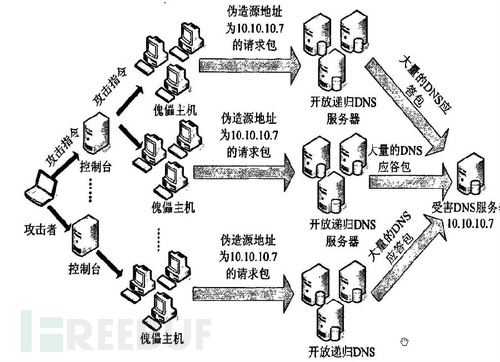 伪造源地址
为10.10.10.7
的请求包
攻击指令
傀儡主机
开放递归DNS
服务器
大量的DNS应
答包
攻击指令
控制台
伪造源地址
为10.10.10.7
的请求包
傀儡主机
开放递归DNS
服务器
大量的DNS
应答包
受害DNS服务器
10.10.10.7
攻击者
控制台
伪造源地址
为10.10.10.7
的请求包
傀儡主机
开放递归DNS
大量的DNS
应答包
REEBUF